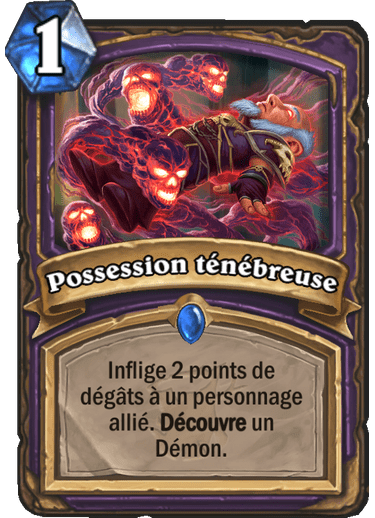 1
Possession ténébreuse
Inflige 2 points de
dégâts à un personnage
allié. Découvre un
Démon.